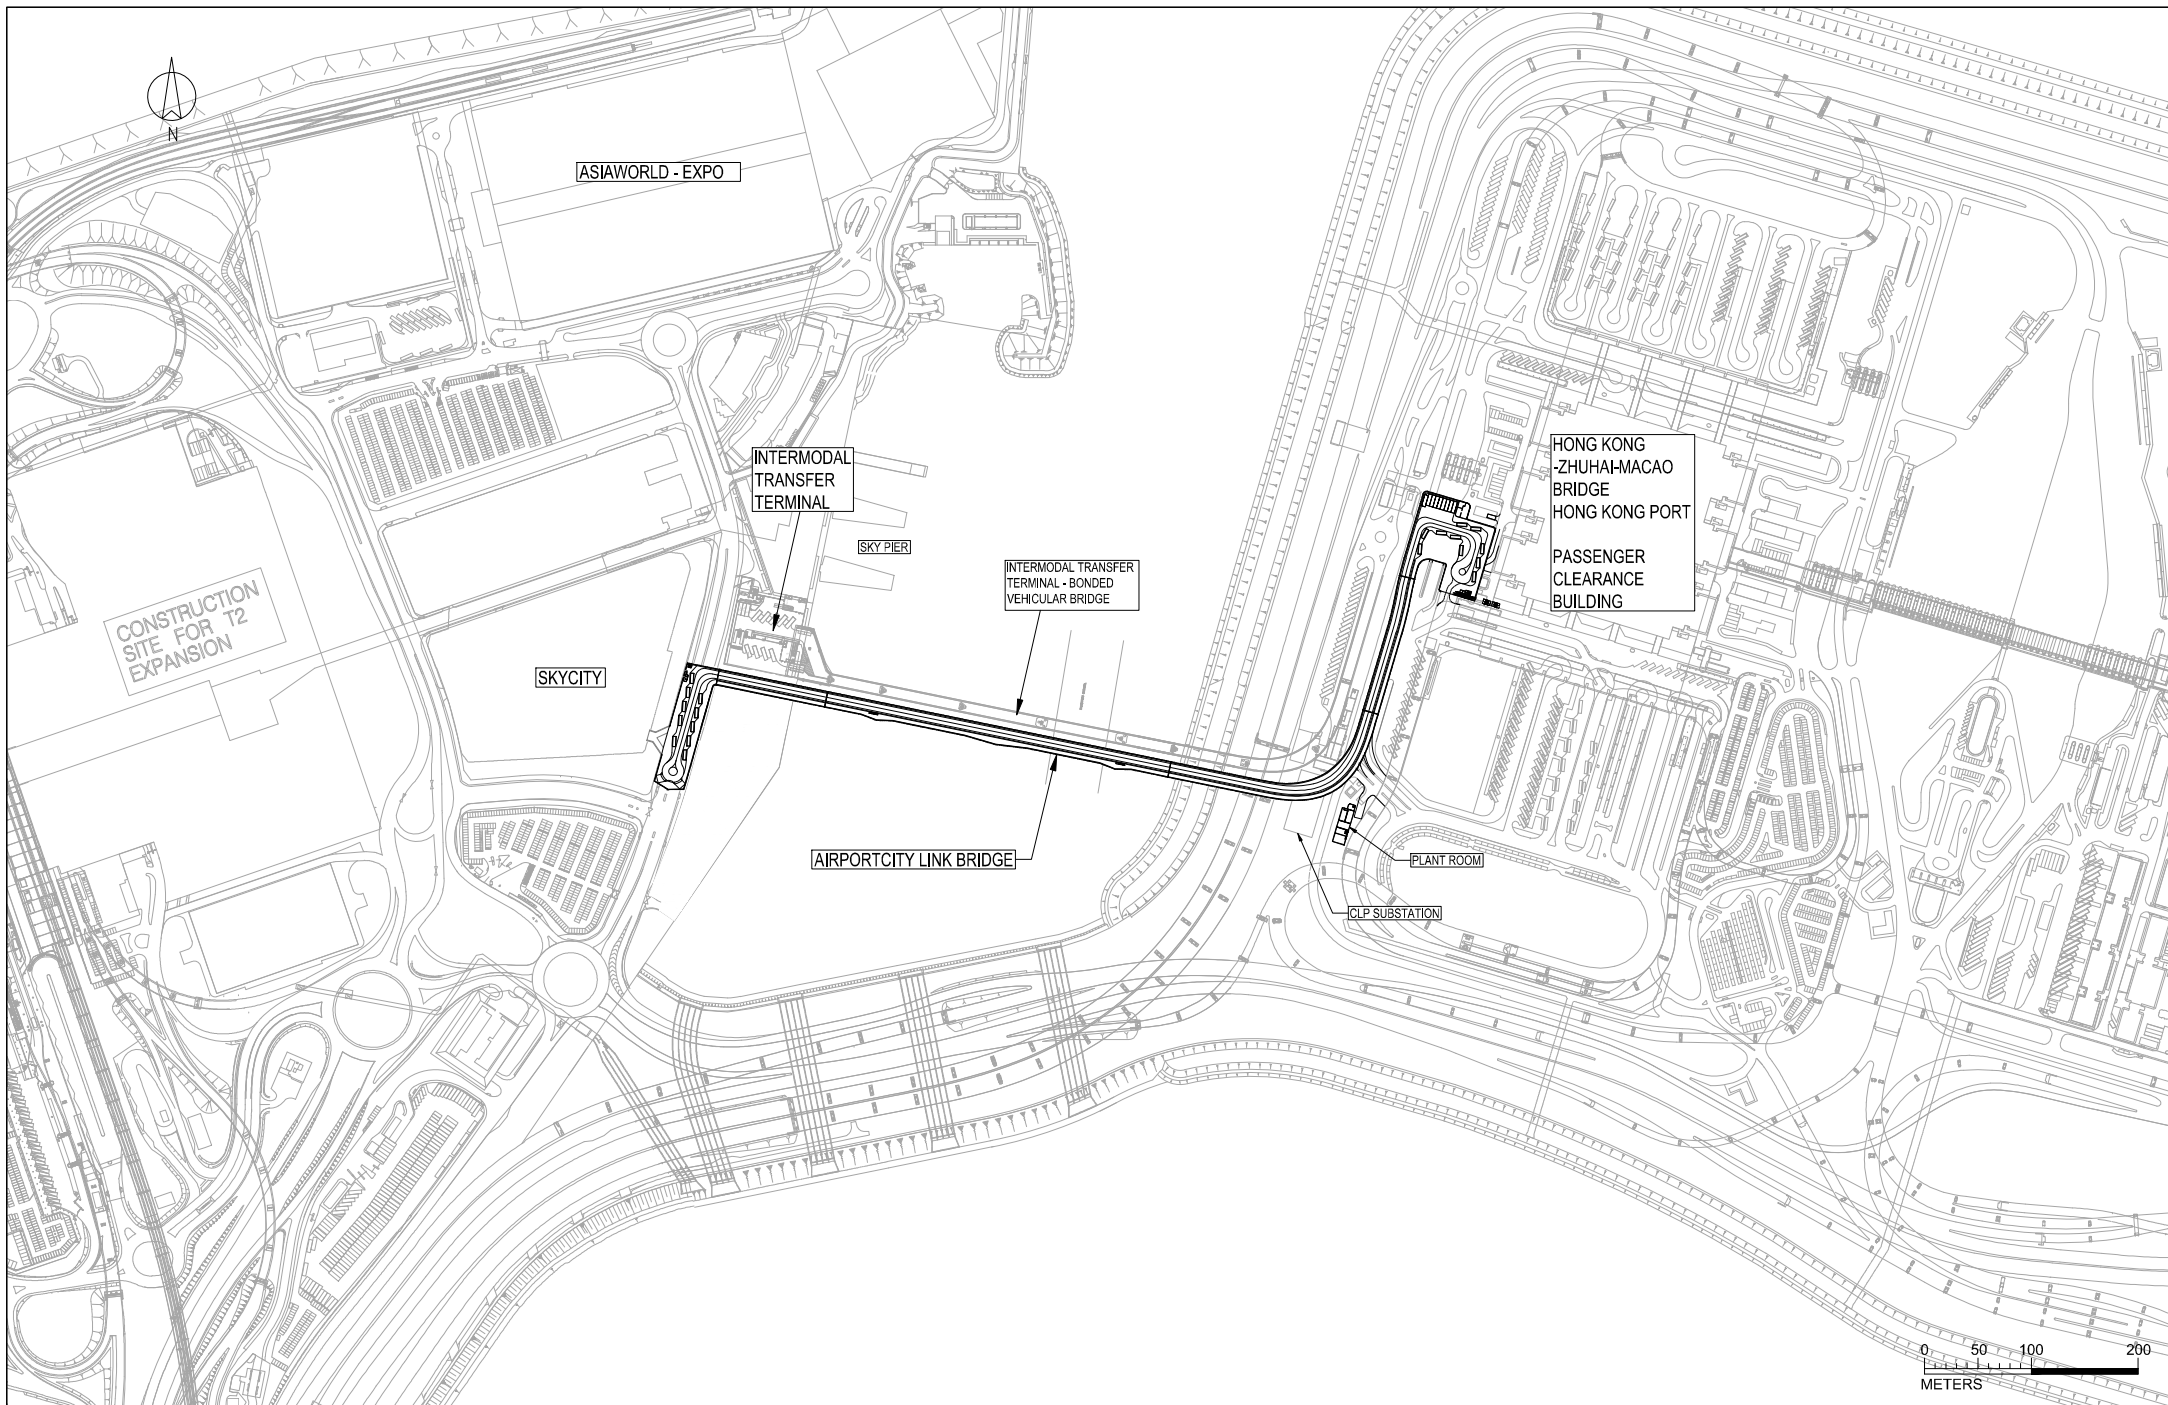 N
ASIAWORLD - EXPO
INTERMODAL
TRANSFER
TERMINAL
SKY PIER
INTERMODAL TRANSFER
TERMINAL - BONDED
VEHICULAR BRIDGE
HONG KONG
-ZHUHAI-MACAO
BRIDGE
HONG KONG PORT
PASSENGER
CLEARANCE
BUILDING
CONSTRUCTION
SITE FOR T2
EXPANSION
SKYCITY
AIRPORTCITY LINK BRIDGE
PLANT ROOM
CLP SUBSTATION
0 50 100 200
METERS